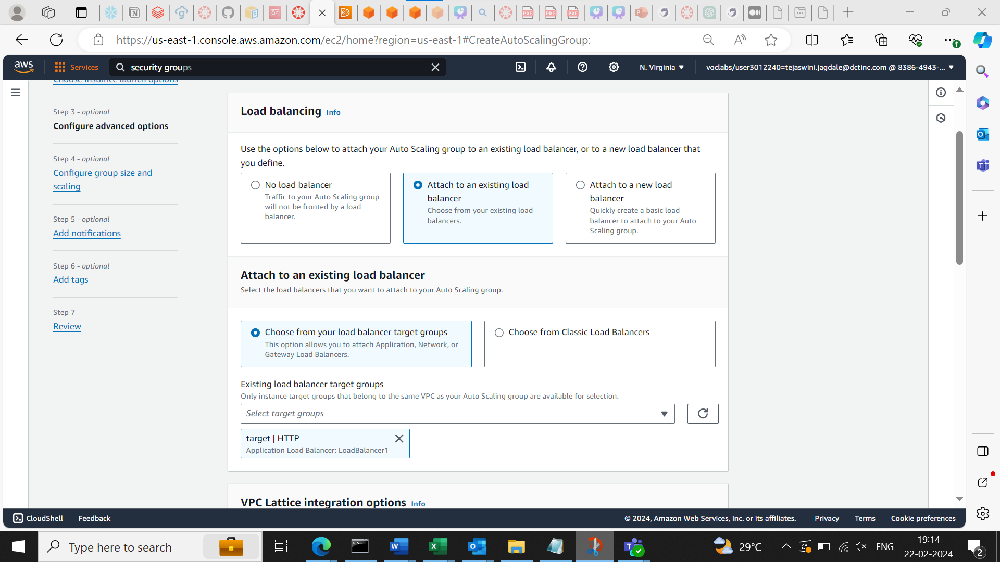 https://us-east-1.console.aws.amazon.com/ec2/home?region=us-east-1#CreateAutoScalingGroup:
aws
Services
security groups
N. Virginia
voclabs/user3012240=tejaswini.jagdale@dctinc.com @ 8386-4943-...
Choose instance launch options
Step 3 - optional
Configure advanced options
Step 4 - optional
Configure group size and
scaling
Step 5 - optional
Add notifications
Step 6 - optional
Add tags
Step 7
Review
Load balancing Info
Use the options below to attach your Auto Scaling group to an existing load balancer, or to a new load balancer that
you define.
No load balancer
Traffic to your Auto Scaling group
will not be fronted by a load
balancer.
Attach to an existing load
balancer
Choose from your existing load
balancers.
Attach to a new load
balancer
Quickly create a basic load
balancer to attach to your Auto
Scaling group.
Attach to an existing load balancer
Select the load balancers that you want to attach to your Auto Scaling group.
Choose from your load balancer target groups
This option allows you to attach Application, Network, or
Gateway Load Balancers.
Choose from Classic Load Balancers
Existing load balancer target groups
Only instance target groups that belong to the same VPC as your Auto Scaling group are available for selection.
Select target groups
target | HTTP
Application Load Balancer: LoadBalancer1
VPC Lattice integration options Info
CloudShell
Feedback
© 2024, Amazon Web Services, Inc. or its affiliates.
Privacy
Terms
Cookie preferences
Type here to search
29°C
ENG
19:14
22-02-2024
2